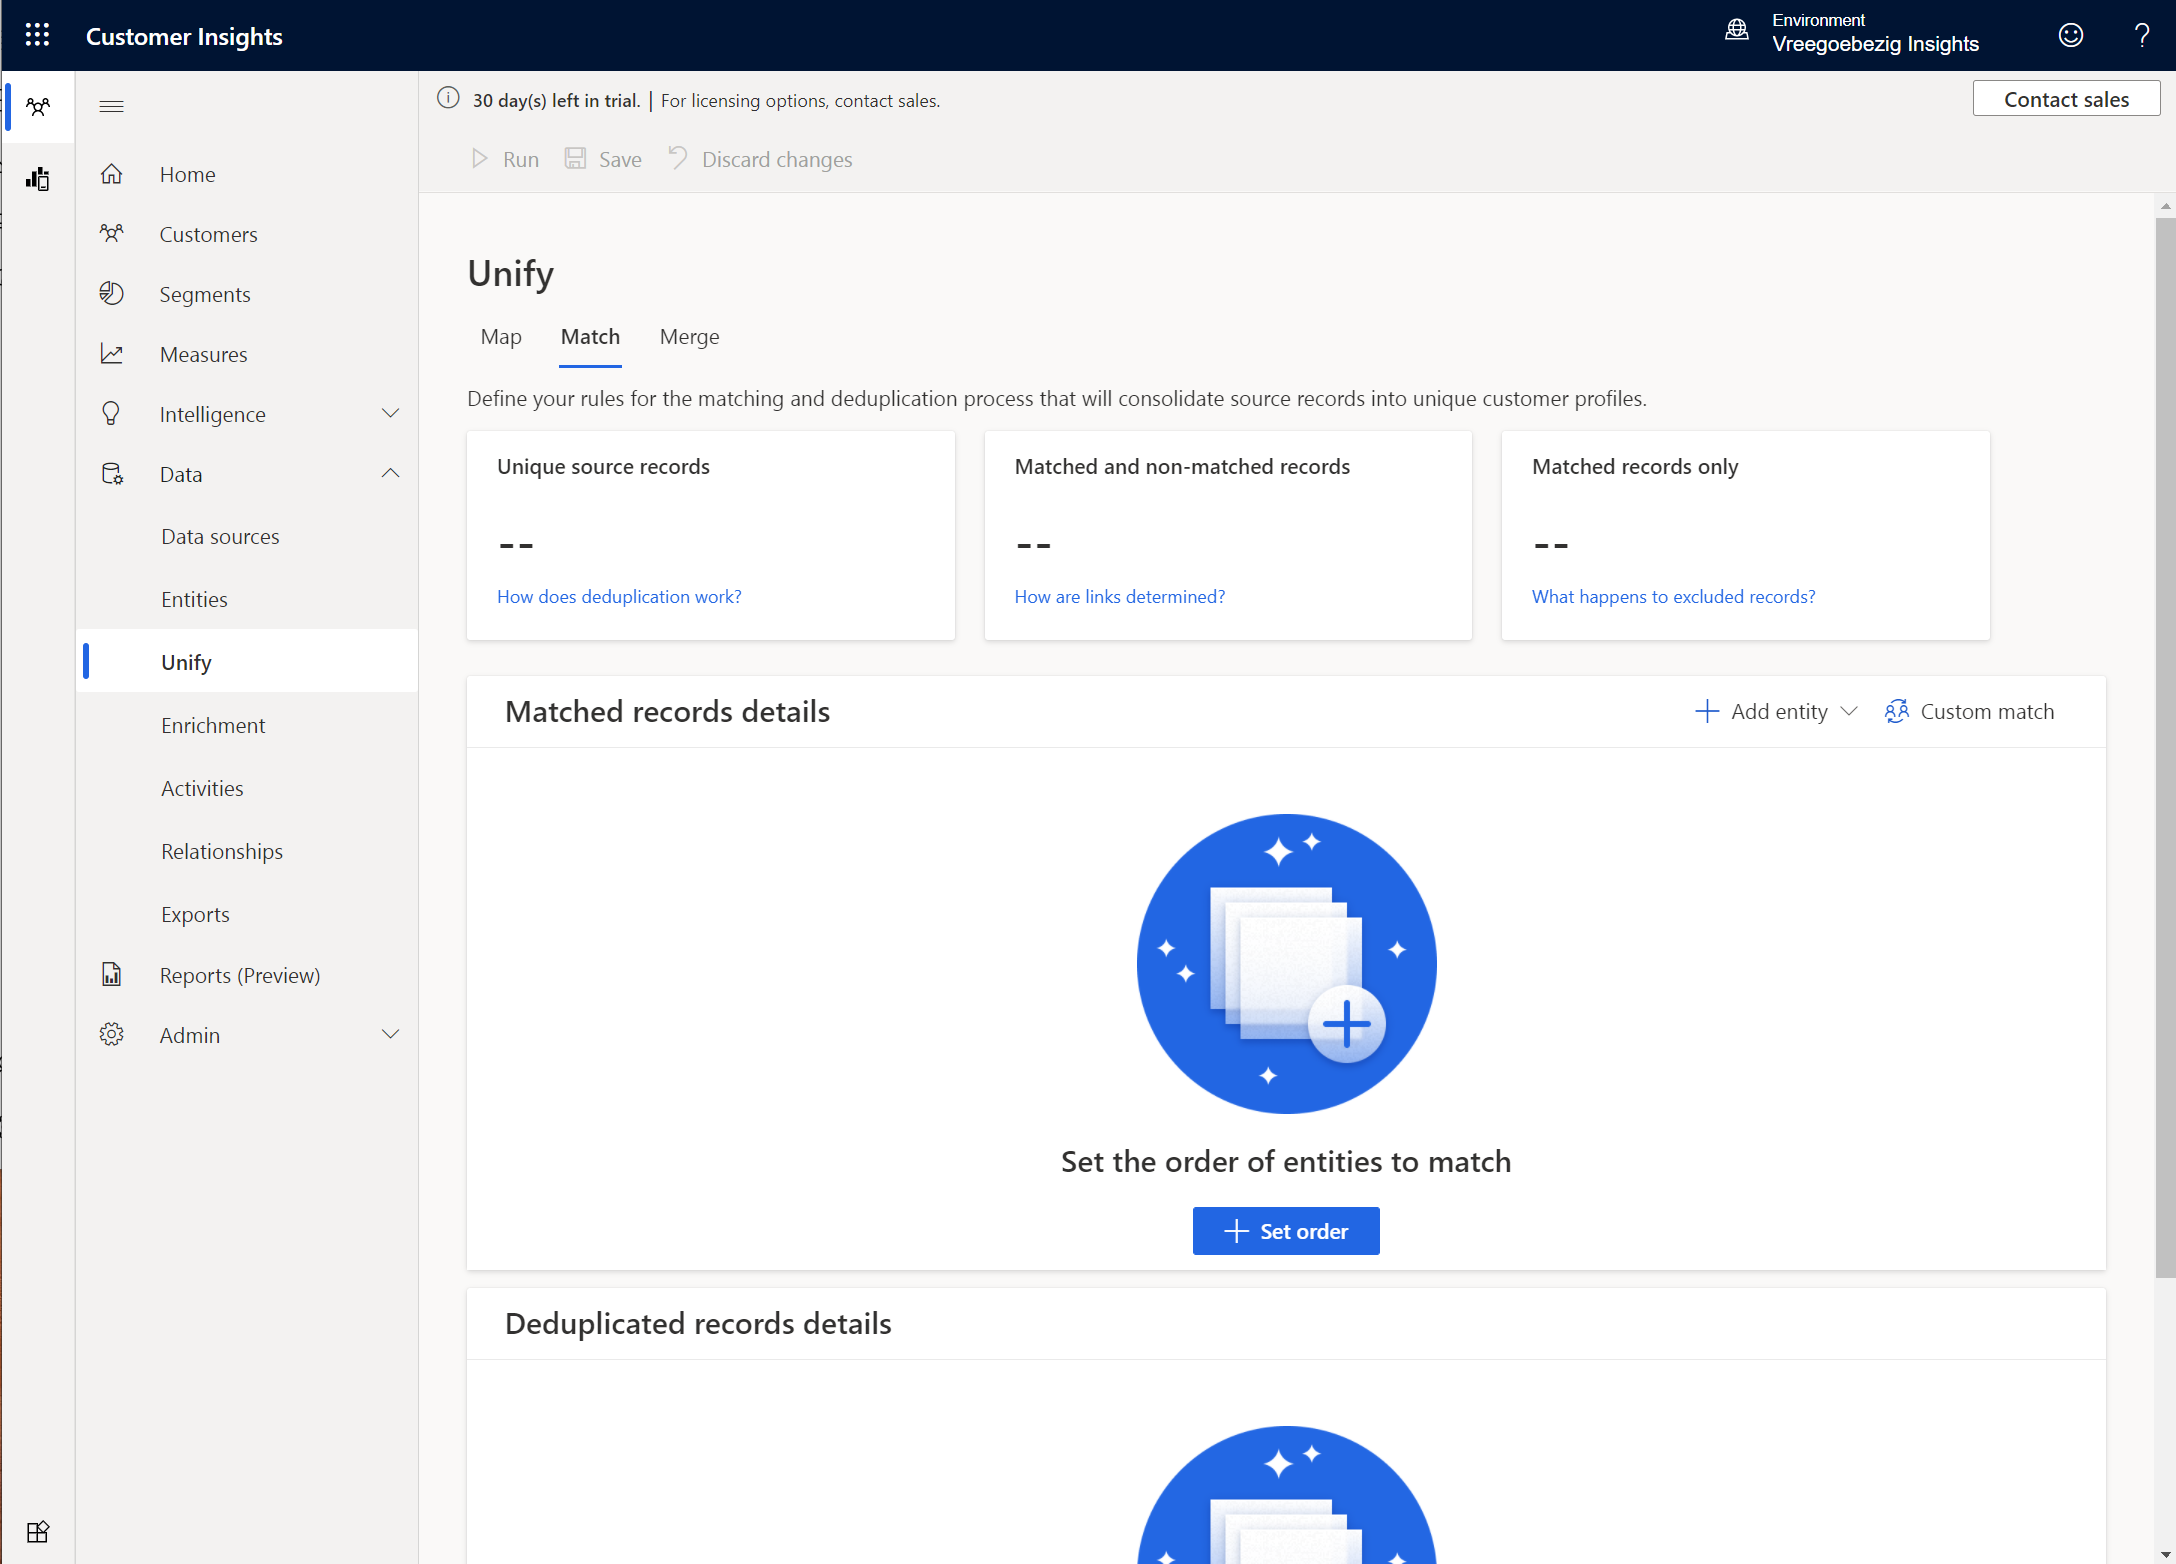 Customer Insights
Environment
Vreegoebezig Insights
?
30 day(s) left in trial. | For licensing options, contact sales.
Contact sales
Run Save Discard changes
Home
Customers
Segments
Measures
Intelligence
Data
Data sources
Entities
Unify
Enrichment
Activities
Relationships
Exports
Reports (Preview)
Admin
Unify
Map Match Merge
Define your rules for the matching and deduplication process that will consolidate source records into unique customer profiles.
Unique source records
--
How does deduplication work?
Matched and non-matched records
--
How are links determined?
Matched records only
--
What happens to excluded records?
Matched records details
Add entity
Custom match
Set the order of entities to match
Set order
Deduplicated records details